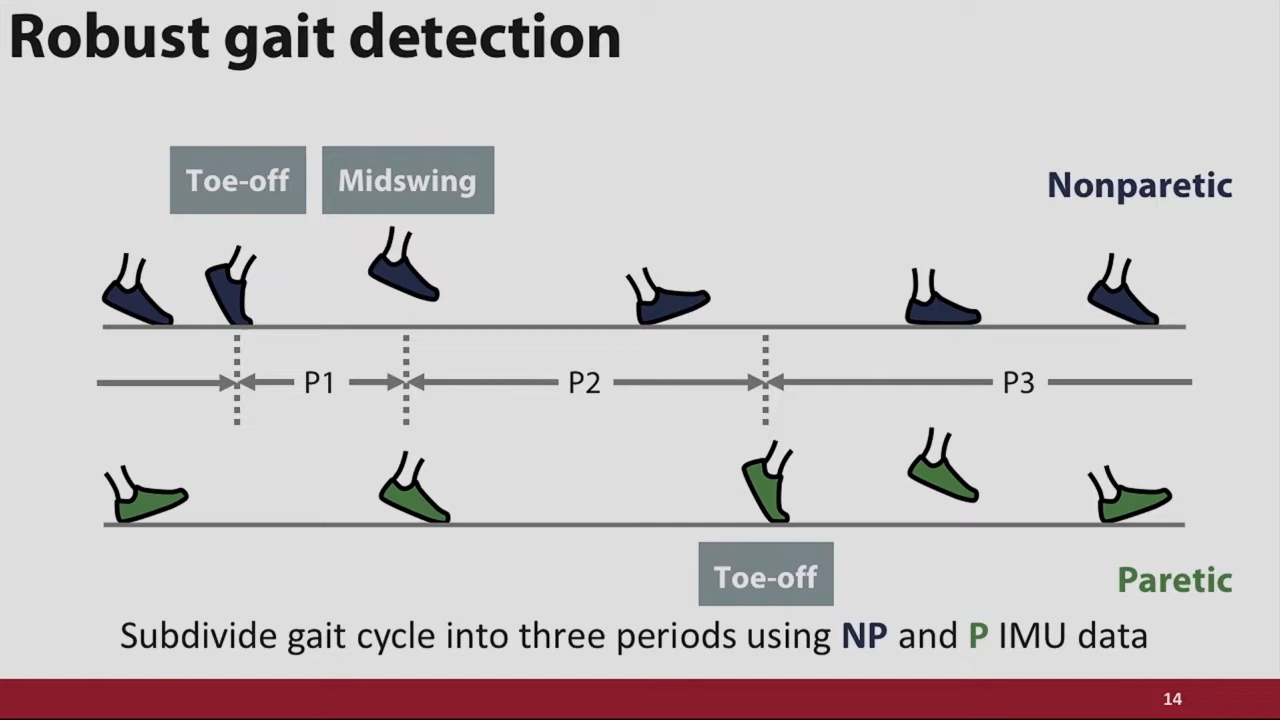 Robust gait detection
Toe-off
Midswing
Nonparetic
P1
P2
P3
Toe-off
Paretic
Subdivide gait cycle into three periods using NP and P IMU data
14